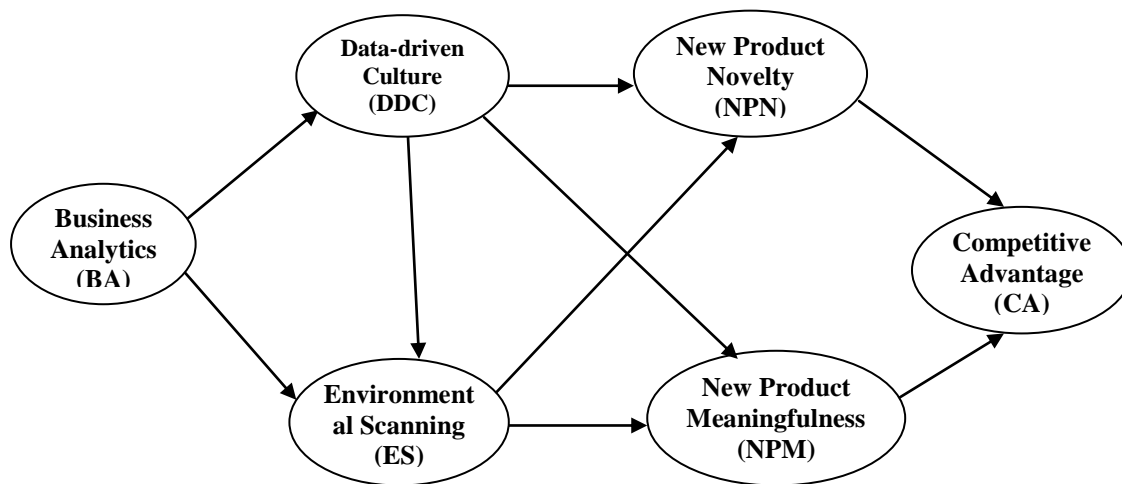 Data-driven
Culture
(DDC)
New Product
Novelty
(NPN)
Business
Analytics
(BA)
Competitive
Advantage
(CA)
Environment
al Scanning
(ES)
New Product
Meaningfulness
(NPM)